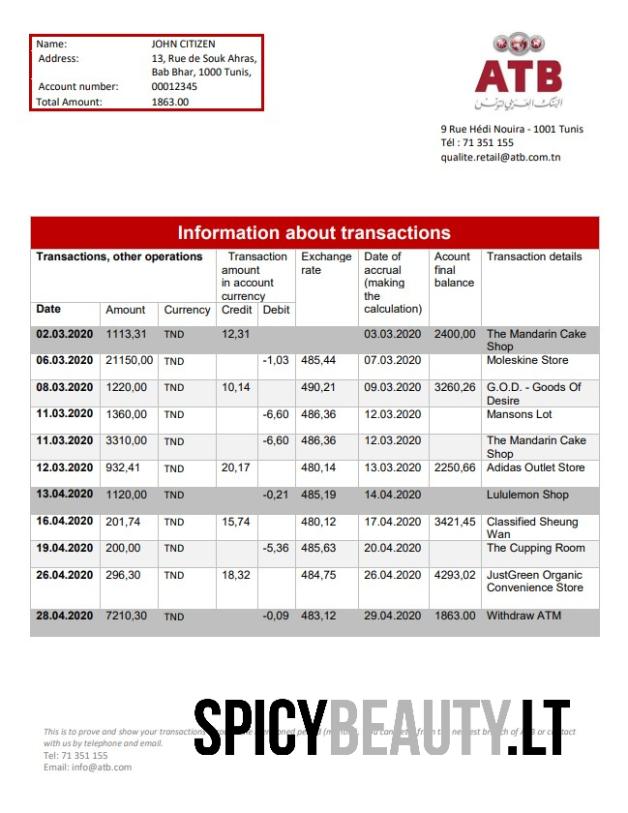 Name: JOHN CITIZEN
Address: 13, Rue de Souk Ahras,
Bab Bhar, 1000 Tunis,
Account number: 00012345
Total Amount: 1863.00
ATB
البنك العربي لتونس
9 Rue Hédi Nouira - 1001 Tunis
Tél : 71 351 155
qualite.retail@atb.com.tn
Information about transactions
Transactions, other operations Transaction amount in account currency Exchange rate Date of accrual (making the calculation) Acount final balance Transaction details
Date Amount Currency Credit Debit
02.03.2020 1113,31 TND 12,31 03.03.2020 2400,00 The Mandarin Cake Shop
06.03.2020 21150,00 TND -1,03 485,44 07.03.2020 Moleskine Store
08.03.2020 1220,00 TND 10,14 490,21 09.03.2020 3260,26 G.O.D. - Goods Of Desire
11.03.2020 1360,00 TND -6,60 486,36 12.03.2020 Mansons Lot
11.03.2020 3310,00 TND -6,60 486,36 12.03.2020 The Mandarin Cake Shop
12.03.2020 932,41 TND 20,17 480,14 13.03.2020 2250,66 Adidas Outlet Store
13.04.2020 1120,00 TND -0,21 485,19 14.04.2020 Lululemon Shop
16.04.2020 201,74 TND 15,74 480,12 17.04.2020 3421,45 Classified Sheung Wan
19.04.2020 200,00 TND -5,36 485,63 20.04.2020 The Cupping Room
26.04.2020 296,30 TND 18,32 484,75 26.04.2020 4293,02 JustGreen Organic Convenience Store
28.04.2020 7210,30 TND -0,09 483,12 29.04.2020 1863.00 Withdraw ATM
SPICYBEAUTY.LT
This is to prove and show your transactions of ATB or contact
with us by telephone and email.
Tel: 71 351 155
Email: info@atb.com